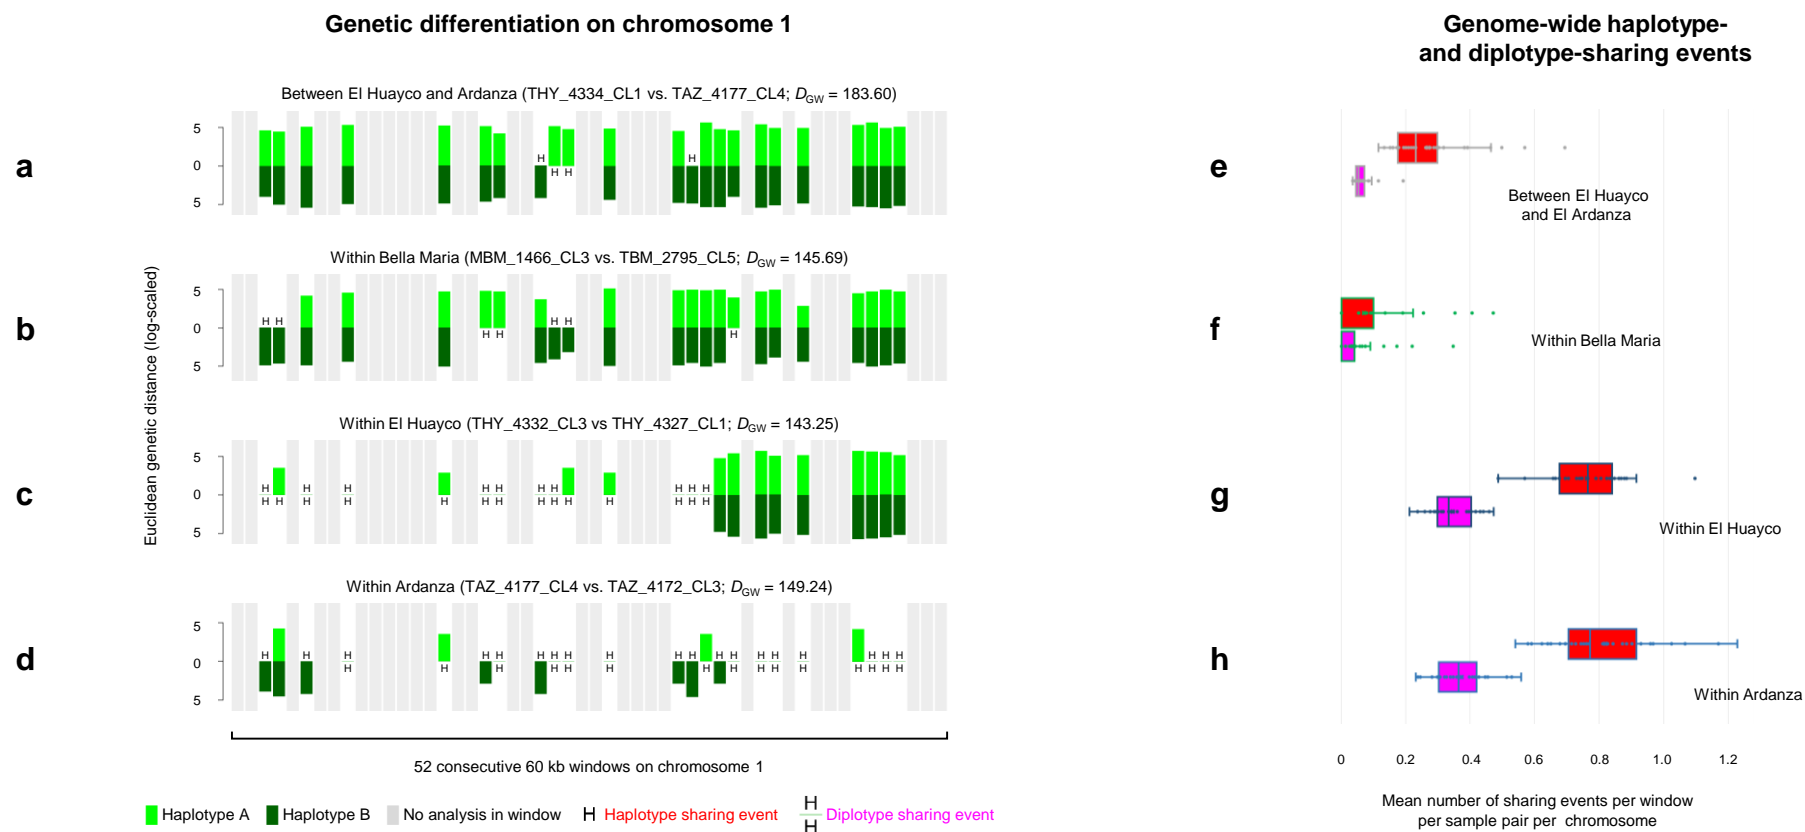 Genetic differentiation on chromosome 1
Genome-wide haplotype-
and diplotype-sharing events
Between El Huayco and Ardanza (THY_4334_CL1 vs. TAZ_4177_CL4; DGW = 183.60)
a
5
0
5
H
H H
H
Within Bella Maria (MBM_1466_CL3 vs. TBM_2795_CL5; DGW = 145.69)
b
5
0
5
H H
H H
H H
H
Within El Huayco (THY_4332_CL3 vs THY_4327_CL1; DGW = 143.25)
c
5
0
5
H H H H H H H H H H H
H H H H H H H H H H H H H H
Within Ardanza (TAZ_4177_CL4 vs. TAZ_4172_CL3; DGW = 149.24)
d
5
0
5
H H H H H H H H H H H H H H H H H H H
H H H H H H H H H H H H H H
Euclidean genetic distance (log-scaled)
52 consecutive 60 kb windows on chromosome 1
Haplotype A
Haplotype B
No analysis in window
H Haplotype sharing event
H
H
Diplotype sharing event
e
Between El Huayco
and El Ardanza
f
Within Bella Maria
g
Within El Huayco
h
Within Ardanza
0 0.2 0.4 0.6 0.8 1.0 1.2
Mean number of sharing events per window
per sample pair per chromosome